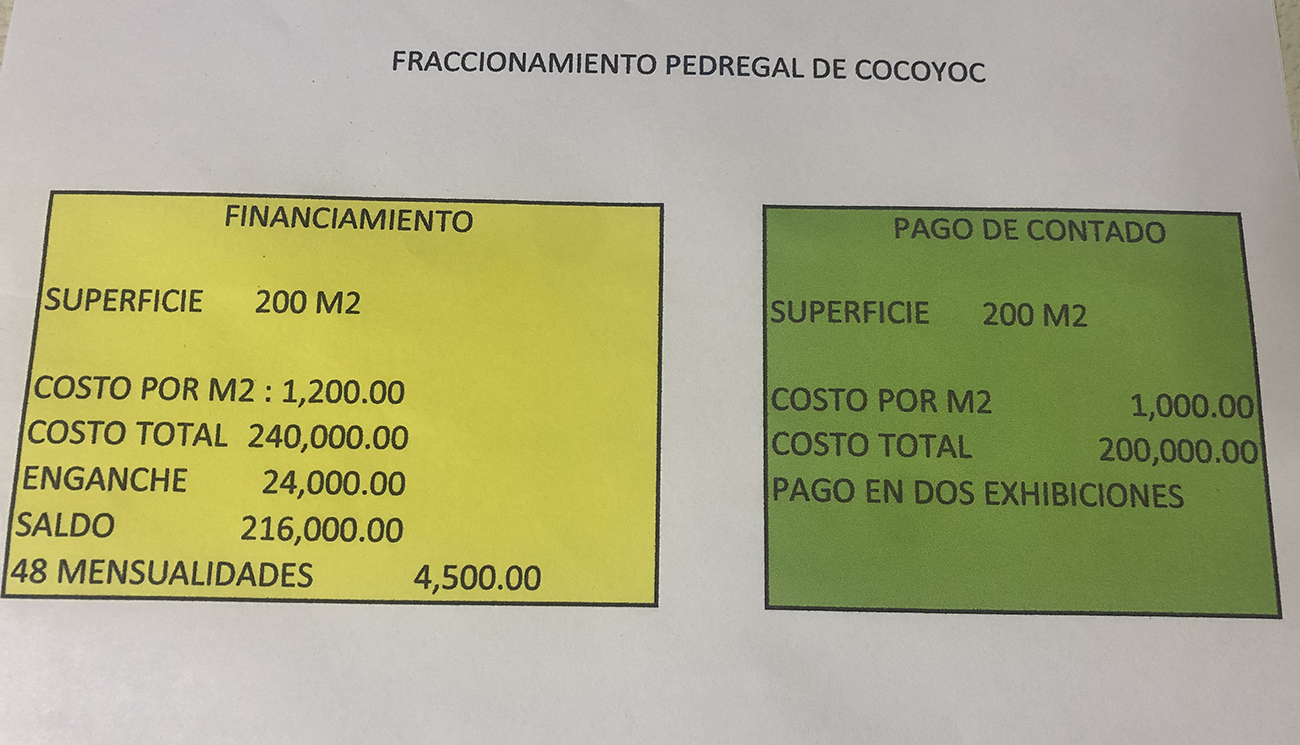 FRACCIONAMIENTO PEDREGAL DE COCOYOC
FINANCIAMIENTO
SUPERFICIE 200 M2
COSTO POR M2 : 1,200.00
COSTO TOTAL 240,000.00
ENGANCHE 24,000.00
SALDO 216,000.00
48 MENSUALIDADES 4,500.00
PAGO DE CONTADO
SUPERFICIE 200 M2
COSTO POR M2 1,000.00
COSTO TOTAL 200,000.00
PAGO EN DOS EXHIBICIONES